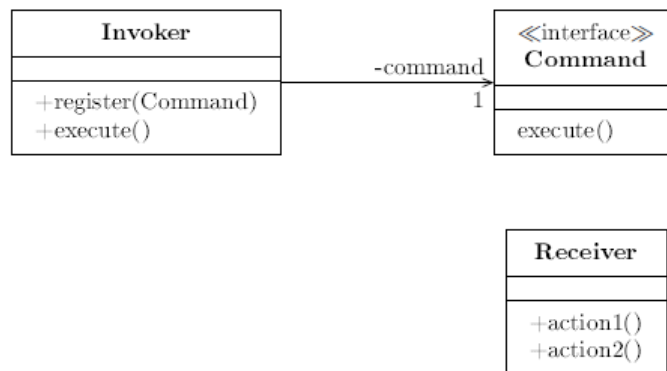 Invoker
+register(Command)
+execute()
-command
1
≪interface≫
Command
execute()
Receiver
+action1()
+action2()